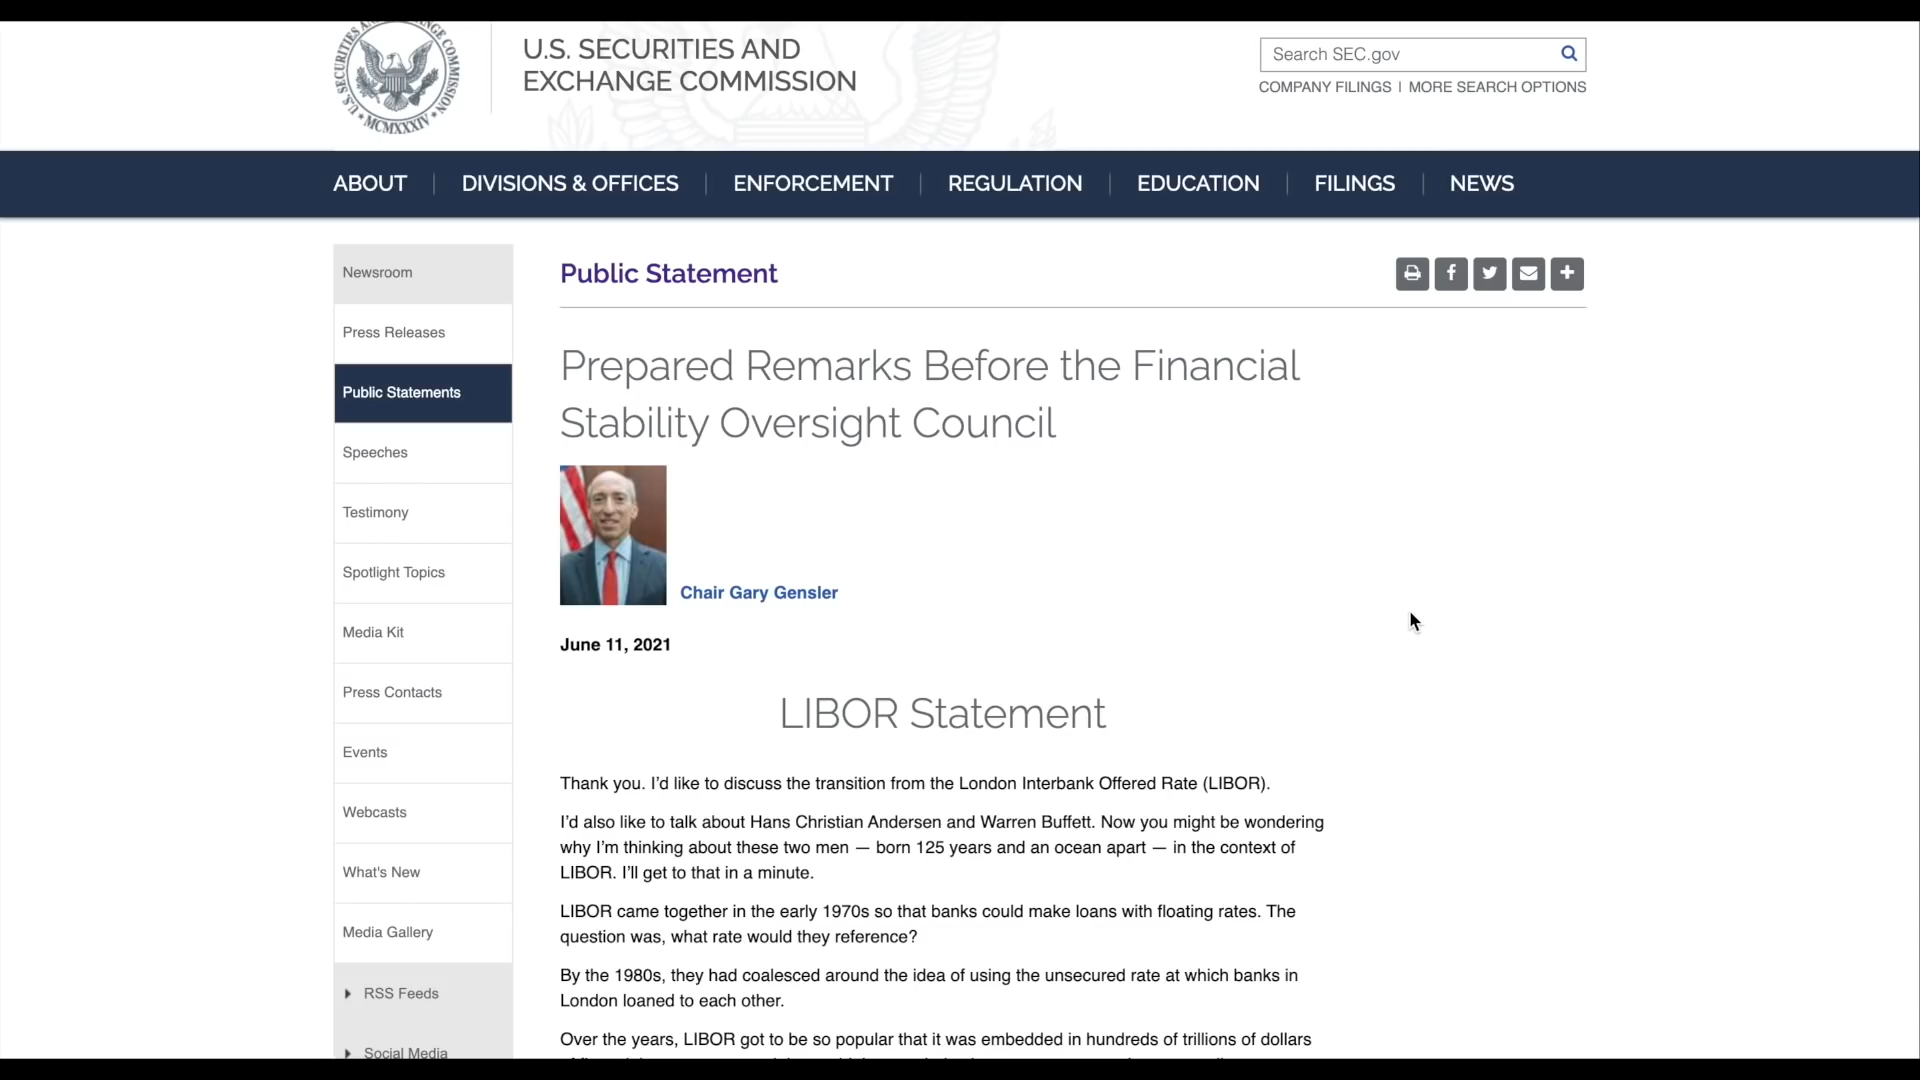 U.S. SECURITIES AND EXCHANGE COMMISSION
MCMXXXIV
U.S. SECURITIES AND
EXCHANGE COMMISSION
Search SEC.gov
COMPANY FILINGS | MORE SEARCH OPTIONS
ABOUT | DIVISIONS & OFFICES | ENFORCEMENT | REGULATION | EDUCATION | FILINGS | NEWS
Newsroom
Press Releases
Public Statements
Speeches
Testimony
Spotlight Topics
Media Kit
Press Contacts
Events
Webcasts
What's New
Media Gallery
RSS Feeds
Social Media
Public Statement
Prepared Remarks Before the Financial
Stability Oversight Council
Chair Gary Gensler
June 11, 2021
LIBOR Statement
Thank you. I’d like to discuss the transition from the London Interbank Offered Rate (LIBOR).
I’d also like to talk about Hans Christian Andersen and Warren Buffett. Now you might be wondering
why I’m thinking about these two men — born 125 years and an ocean apart — in the context of
LIBOR. I’ll get to that in a minute.
LIBOR came together in the early 1970s so that banks could make loans with floating rates. The
question was, what rate would they reference?
By the 1980s, they had coalesced around the idea of using the unsecured rate at which banks in
London loaned to each other.
Over the years, LIBOR got to be so popular that it was embedded in hundreds of trillions of dollars